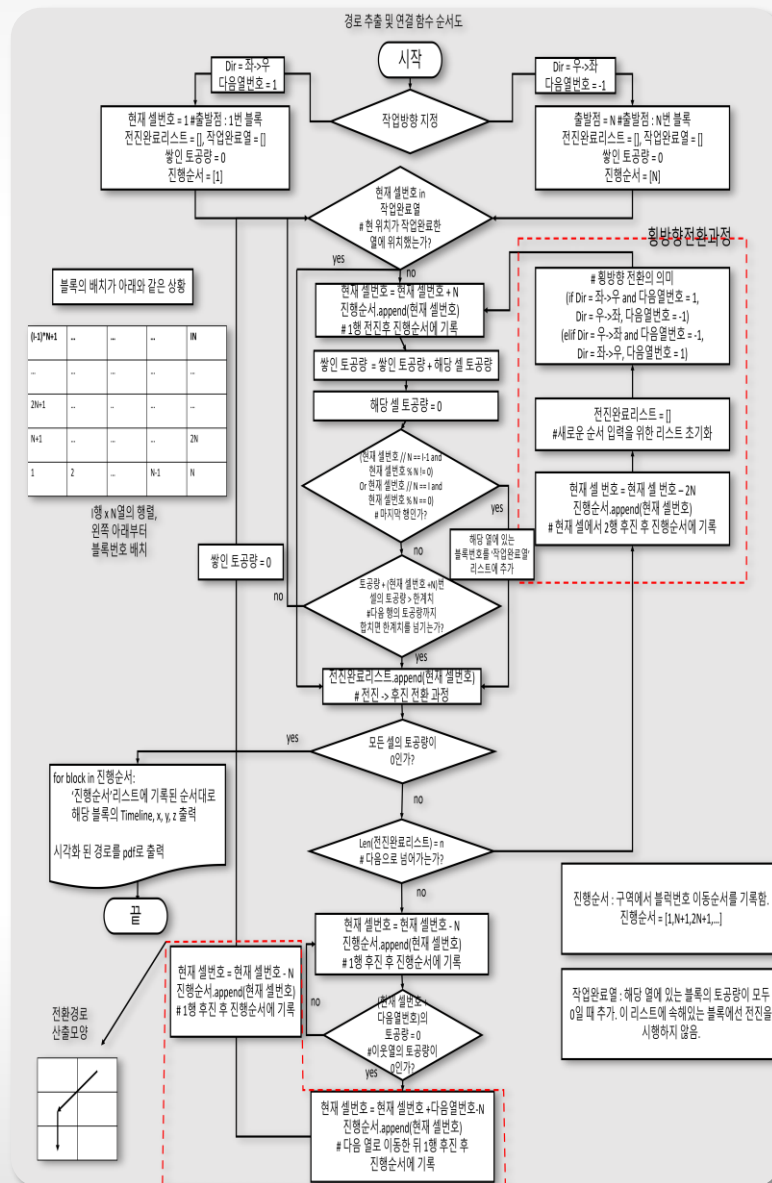 경로 추출 및 연결 함수 순서도
시작
Dir = 좌->우
다음열번호 = 1
Dir = 우->좌
다음열번호 = -1
작업방향 지정
현재 셀번호 = 1 #출발점 : 1번 블록
전진완료리스트 = [], 작업완료열 = []
쌓인 토공량 = 0
진행순서 = [1]
출발점 = N #출발점 : N번 블록
전진완료리스트 = [], 작업완료열 = []
쌓인 토공량 = 0
진행순서 = [N]
현재 셀번호 in
작업완료열
# 현 위치가 작업완료한
열에 위치했는가?
yes
no
횡방향전환과정
# 횡방향 전환의 의미
(if Dir = 좌->우 and 다음열번호 = 1,
Dir = 우->좌, 다음열번호 = -1)
(elif Dir = 우->좌 and 다음열번호 = -1,
Dir = 좌->우, 다음열번호 = 1)
블록의 배치가 아래와 같은 상황
현재 셀번호 = 현재 셀번호 + N
진행순서.append(현재 셀번호)
# 1행 전진후 진행순서에 기록
(I-1)*N+1 .. ... ... IN
... .. ... .. ...
2N+1 .. ... .. ...
N+1 .. ... ... 2N
1 2 ... N-1 N
I행 x N열의 행렬,
왼쪽 아래부터
블록번호 배치
쌓인 토공량 = 쌓인 토공량 + 해당 셀 토공량
해당 셀 토공량 = 0
전진완료리스트 = []
#새로운 순서 입력을 위한 리스트 초기화
(현재 셀번호 // N == I-1 and
현재 셀번호 % N != 0)
Or 현재 셀번호 // N == I and
현재 셀번호 % N == 0)
# 마지막 행인가?
yes
no
현재 셀 번호 = 현재 셀 번호 – 2N
진행순서.append(현재 셀번호)
# 현재 셀에서 2행 후진 후 진행순서에 기록
해당 열에 있는
블록번호를 '작업완료열'
리스트에 추가
쌓인 토공량 = 0
no
토공량 + (현재 셀번호 +N)번
셀의 토공량 > 한계치
#다음 행의 토공량까지
합치면 한계치를 넘기는가?
yes
전진완료리스트.append(현재 셀번호)
# 전진 -> 후진 전환 과정
yes
모든 셀의 토공량이
0인가?
no
for block in 진행순서:
'진행순서'리스트에 기록된 순서대로
해당 블록의 Timeline, x, y, z 출력
시각화 된 경로를 pdf로 출력
끝
Len(전진완료리스트) = n
# 다음으로 넘어가는가?
no
진행순서 : 구역에서 블럭번호 이동순서를 기록함.
진행순서 = [1,N+1,2N+1,...]
현재 셀번호 = 현재 셀번호 - N
진행순서.append(현재 셀번호)
# 1행 후진 후 진행순서에 기록
현재 셀번호 = 현재 셀번호 - N
진행순서.append(현재 셀번호)
# 1행 후진 후 진행순서에 기록
no
(현재 셀번호 +
다음열번호)의
토공량 = 0
#이웃열의 토공량이
0인가?
yes
작업완료열 : 해당 열에 있는 블록의 토공량이 모두
0일 때 추가. 이 리스트에 속해있는 블록에선 전진을
시행하지 않음.
전환경로
산출모양
현재 셀번호 = 현재 셀번호 +다음열번호-N
진행순서.append(현재 셀번호)
# 다음 열로 이동한 뒤 1행 후진 후
진행순서에 기록